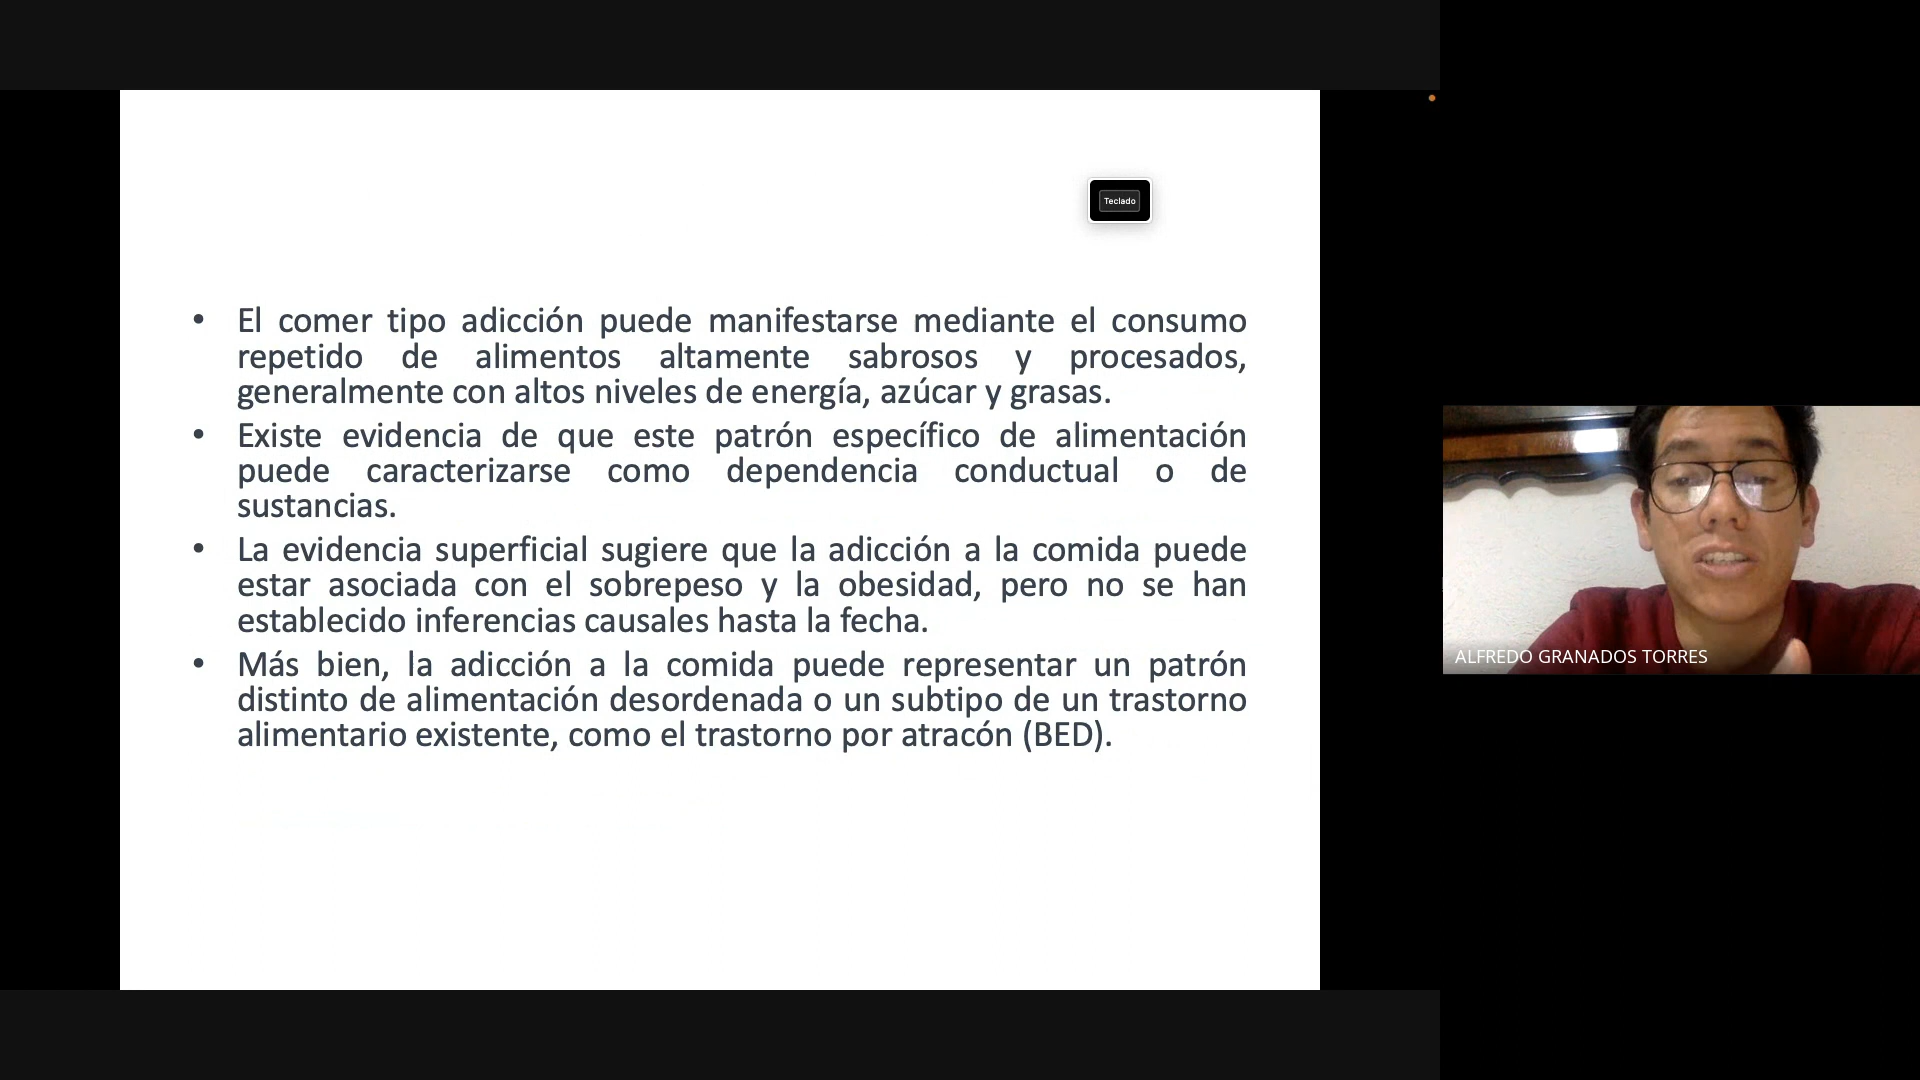 Teclado
• El comer tipo adicción puede manifestarse mediante el consumo
repetido de alimentos altamente sabrosos y procesados,
generalmente con altos niveles de energía, azúcar y grasas.
• Existe evidencia de que este patrón específico de alimentación
puede caracterizarse como dependencia conductual o de
sustancias.
• La evidencia superficial sugiere que la adicción a la comida puede
estar asociada con el sobrepeso y la obesidad, pero no se han
establecido inferencias causales hasta la fecha.
• Más bien, la adicción a la comida puede representar un patrón
distinto de alimentación desordenada o un subtipo de un trastorno
alimentario existente, como el trastorno por atracón (BED).
ALFREDO GRANADOS TORRES